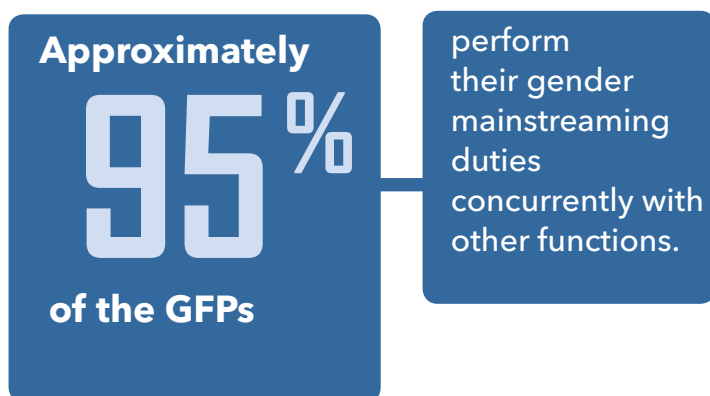 Approximately
95%
of the GFPs
perform
their gender
mainstreaming
duties
concurrently with
other functions.